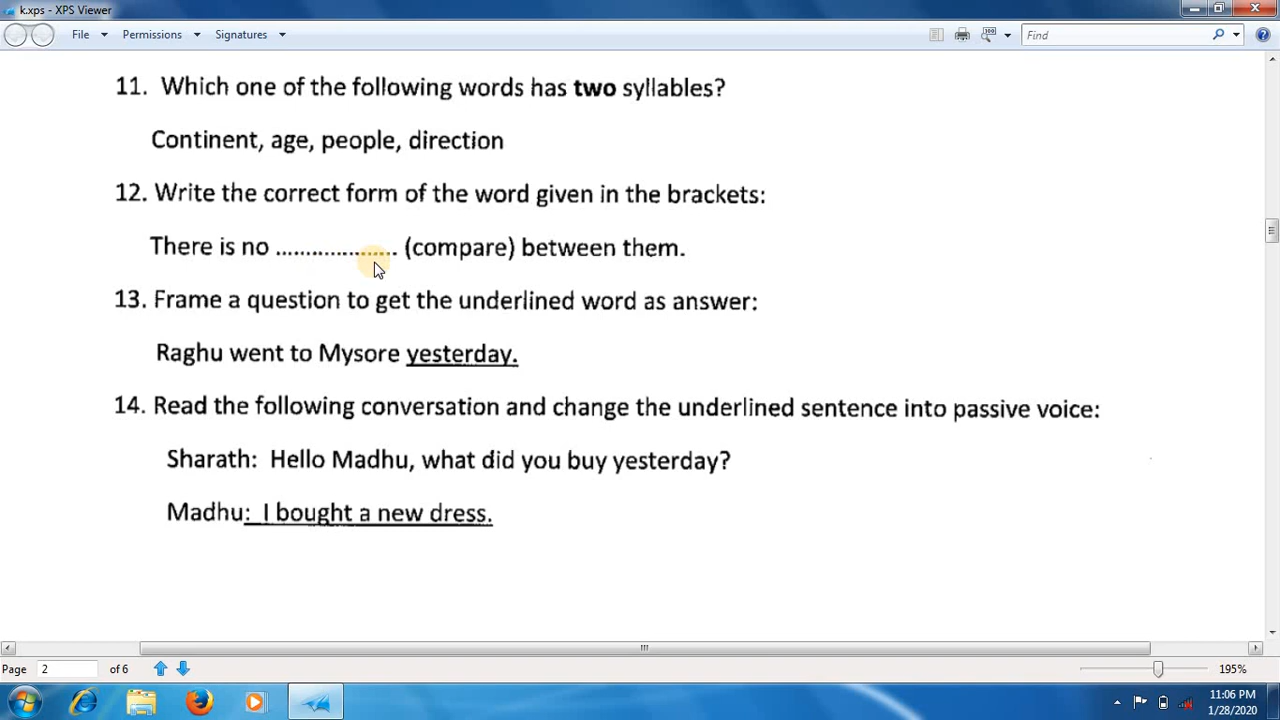 k.xps - XPS Viewer
File Permissions Signatures Find
11. Which one of the following words has two syllables?
Continent, age, people, direction
12. Write the correct form of the word given in the brackets:
There is no .................... (compare) between them.
13. Frame a question to get the underlined word as answer:
Raghu went to Mysore yesterday.
14. Read the following conversation and change the underlined sentence into passive voice:
Sharath: Hello Madhu, what did you buy yesterday?
Madhu: I bought a new dress.
Page 2 of 6 195%
11:06 PM
1/28/2020